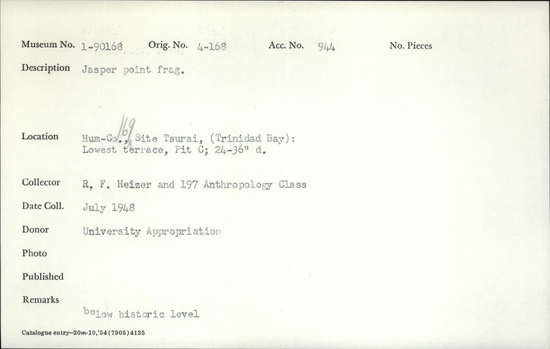 Museum No. 1-90168 Orig. No. 4-168 Acc. No. 944 No. Pieces
Description Jasper point frag.
169
Location Hum-Co., Site Tsurai, (Trinidad Bay):
Lowest terrace, Pit C; 24-36" d.
Collector R. F. Heizer and 197 Anthropology Class
Date Coll. July 1948
Donor University Appropriation
Photo
Published
Remarks
below historic level
Catalogue entry—20m-10,'54(7905)4135